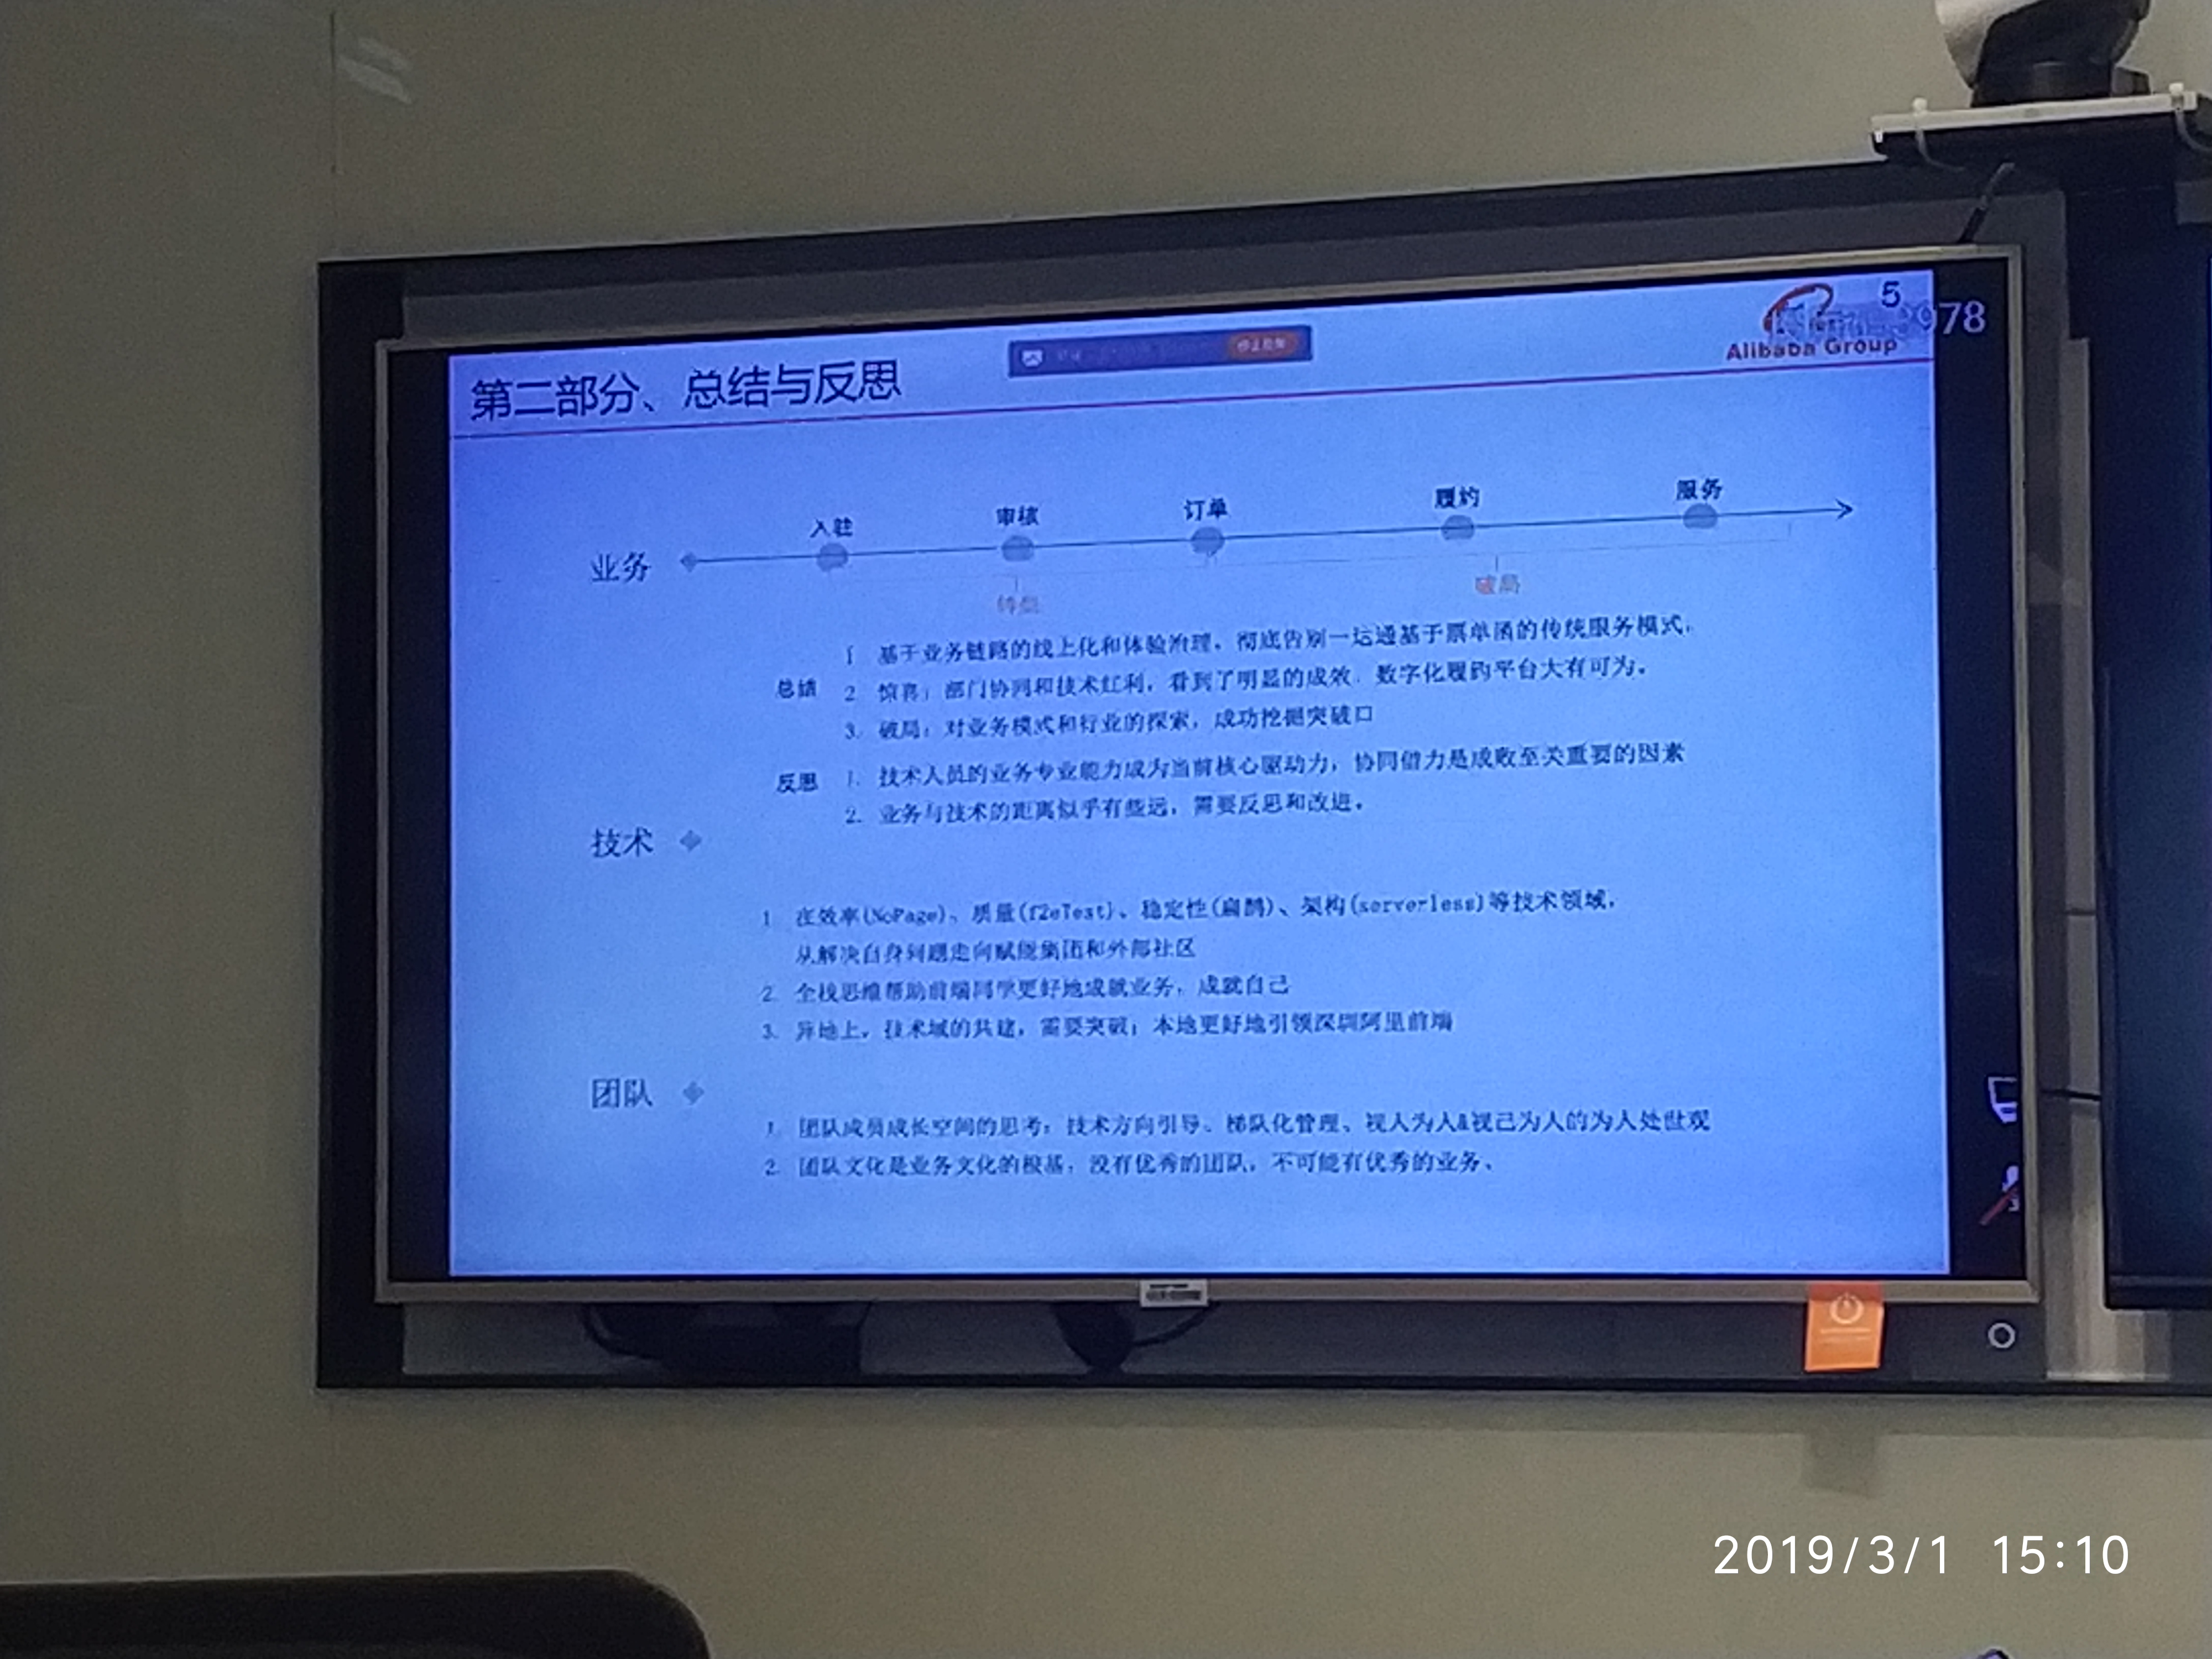 5
978
Alibaba Group
第二部分、总结与反思
入驻
审核
订单
履约
服务
业务
破局
总结
1 基于业务链路的线上化和体验治理，彻底告别一达通基于票单函的传统服务模式，
2 惊喜：部门协同和技术红利，看到了明显的成效，数字化履约平台大有可为。
3. 破局：对业务模式和行业的探索，成功挖掘突破口
反思
1. 技术人员的业务专业能力成为当前核心驱动力，协同借力是成败至关重要的因素
2. 业务与技术的距离似乎有些远，需要反思和改进。
技术
1 在效率(NoPage)、质量(f2eTest)、稳定性(扁鹊)、架构(serverless)等技术领域，
从解决自身问题走向赋能集团和外部社区
2. 全栈思维帮助前端同学更好地成就业务，成就自己
3. 异地上，技术域的共建，需要突破；本地更好地引领深圳阿里前端
团队
1. 团队成员成长空间的思考：技术方向引导、梯队化管理、视人为人&视己为人的为人处世观
2. 团队文化是业务文化的根基，没有优秀的团队，不可能有优秀的业务、
2019/3/1 15:10